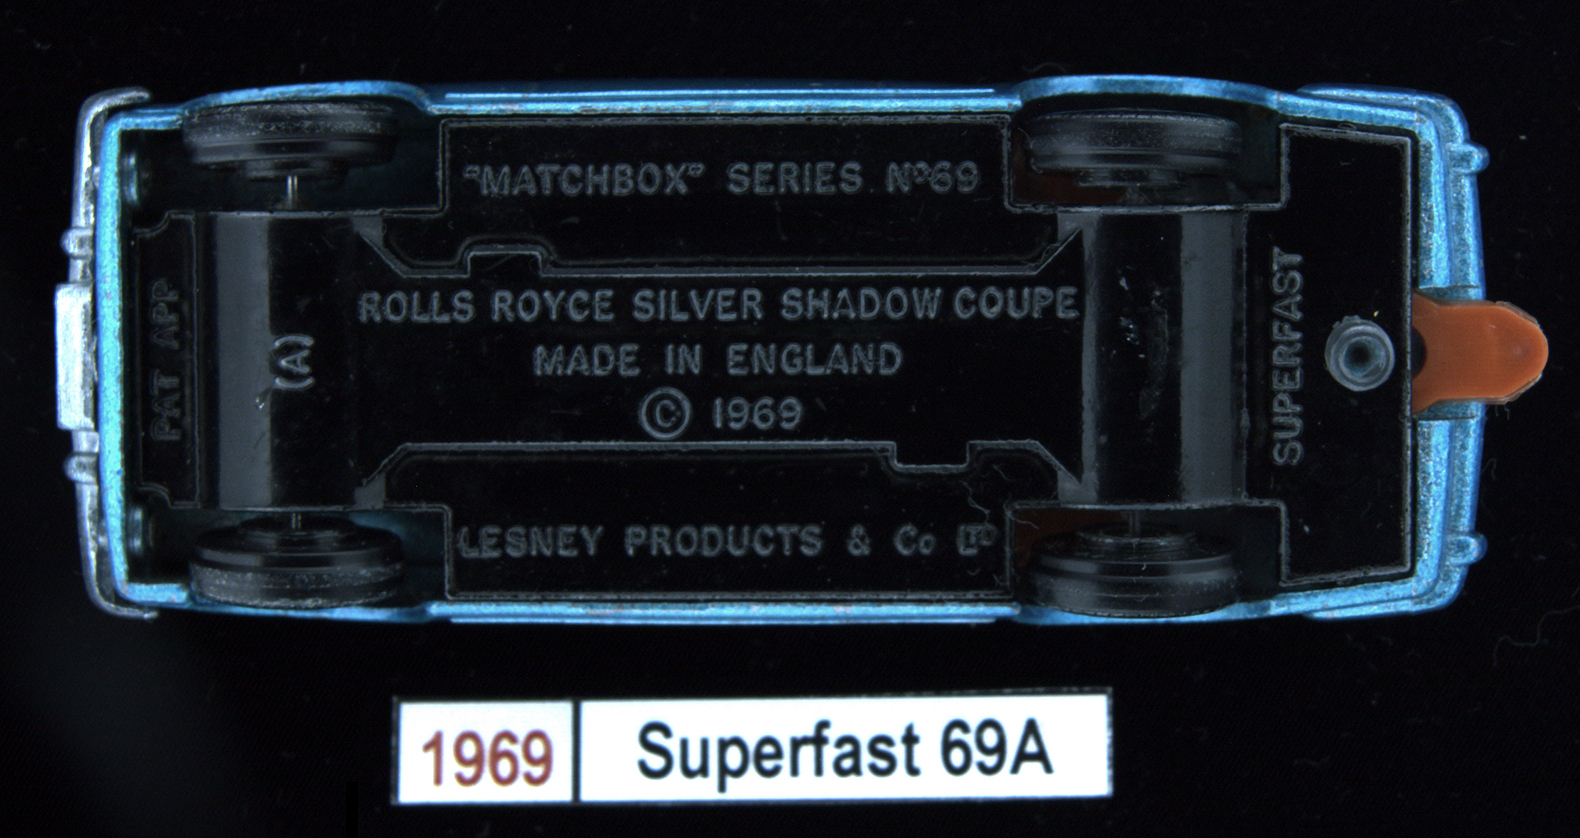 "MATCHBOX" SERIES Nº69
PAT APP
(A)
ROLLS ROYCE SILVER SHADOW COUPE
MADE IN ENGLAND
© 1969
SUPERFAST
LESNEY PRODUCTS & Co LTD
1969 Superfast 69A